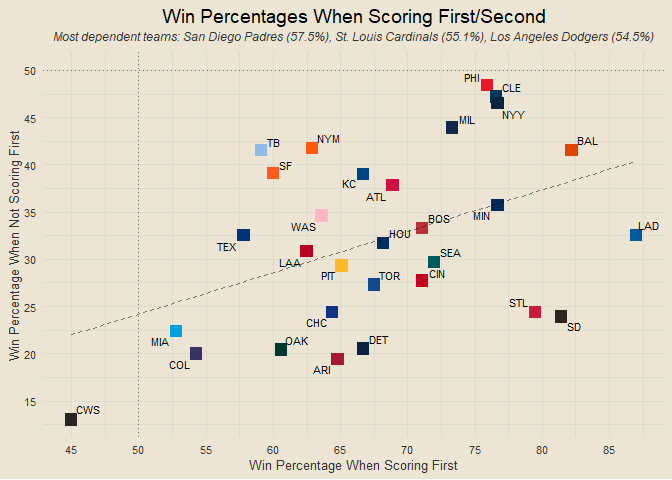 Win Percentages When Scoring First/Second
Most dependent teams: San Diego Padres (57.5%), St. Louis Cardinals (55.1%), Los Angeles Dodgers (54.5%)
Win Percentage When Not Scoring First
50
45
40
35
30
25
20
15
PHI
CLE
NYY
MIL
TB
NYM
BAL
SF
KC
ATL
WAS
MIN
BOS
LAD
TEX
HOU
LAA
SEA
PIT
TOR
CIN
STL
CHC
SD
MIA
OAK
DET
COL
ARI
CWS
45
50
55
60
65
70
75
80
85
Win Percentage When Scoring First